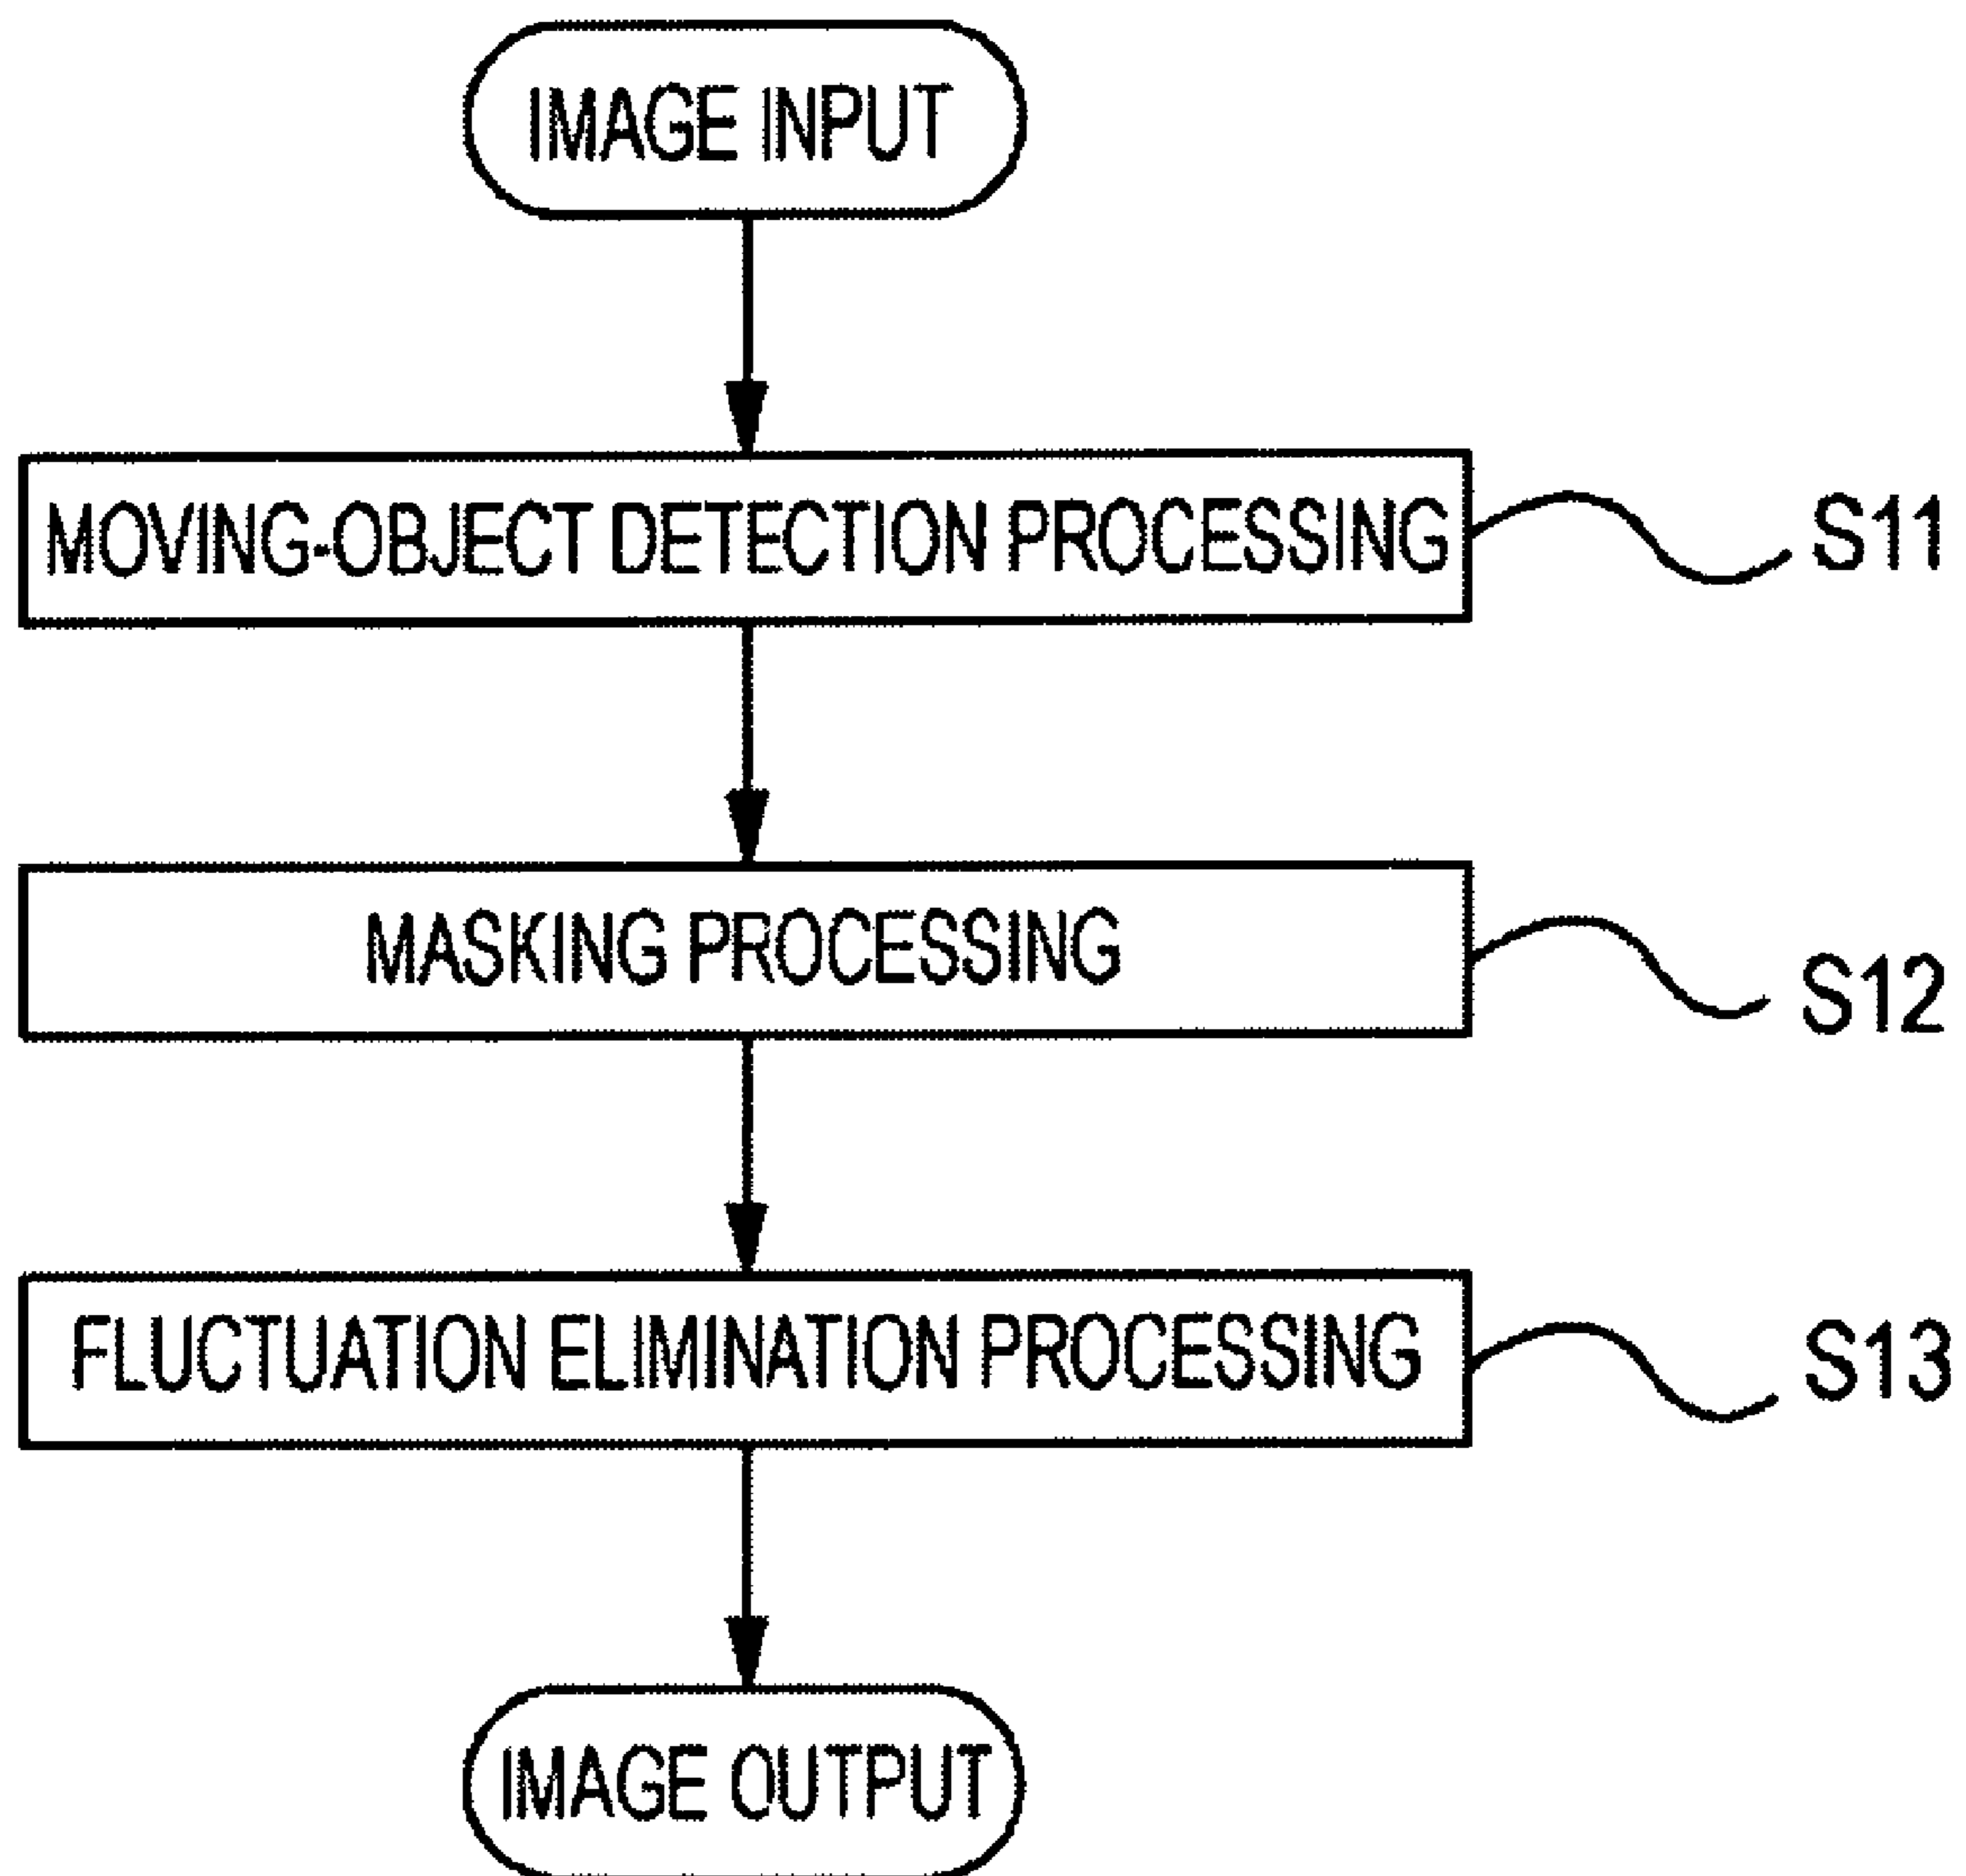 IMAGE INPUT
MOVING-OBJECT DETECTION PROCESSING
S11
MASKING PROCESSING
S12
FLUCTUATION ELIMINATION PROCESSING
S13
IMAGE OUTPUT